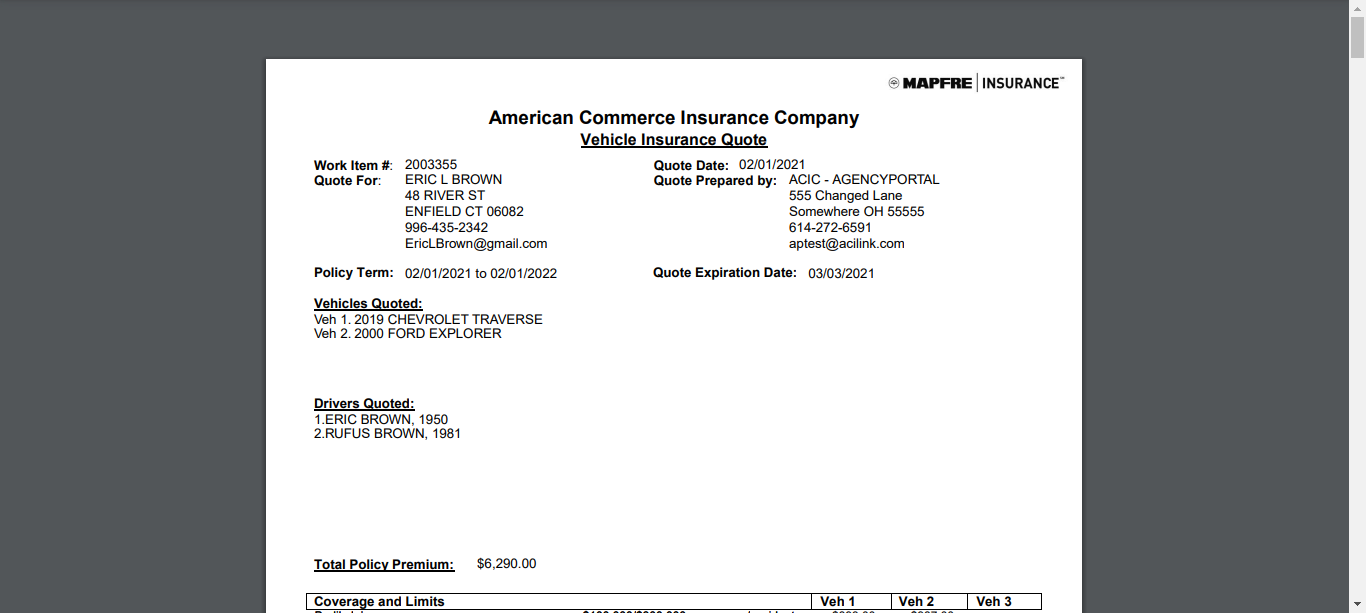 MAPFRE INSURANCE
American Commerce Insurance Company
Vehicle Insurance Quote
Work Item #: 2003355 Quote Date: 02/01/2021
Quote For: ERIC L BROWN Quote Prepared by: ACIC - AGENCYPORTAL
48 RIVER ST 555 Changed Lane
ENFIELD CT 06082 Somewhere OH 55555
996-435-2342 614-272-6591
EricLBrown@gmail.com aptest@acilink.com
Policy Term: 02/01/2021 to 02/01/2022 Quote Expiration Date: 03/03/2021
Vehicles Quoted:
Veh 1. 2019 CHEVROLET TRAVERSE
Veh 2. 2000 FORD EXPLORER
Drivers Quoted:
1.ERIC BROWN, 1950
2.RUFUS BROWN, 1981
Total Policy Premium: $6,290.00
Coverage and Limits Veh 1 Veh 2 Veh 3